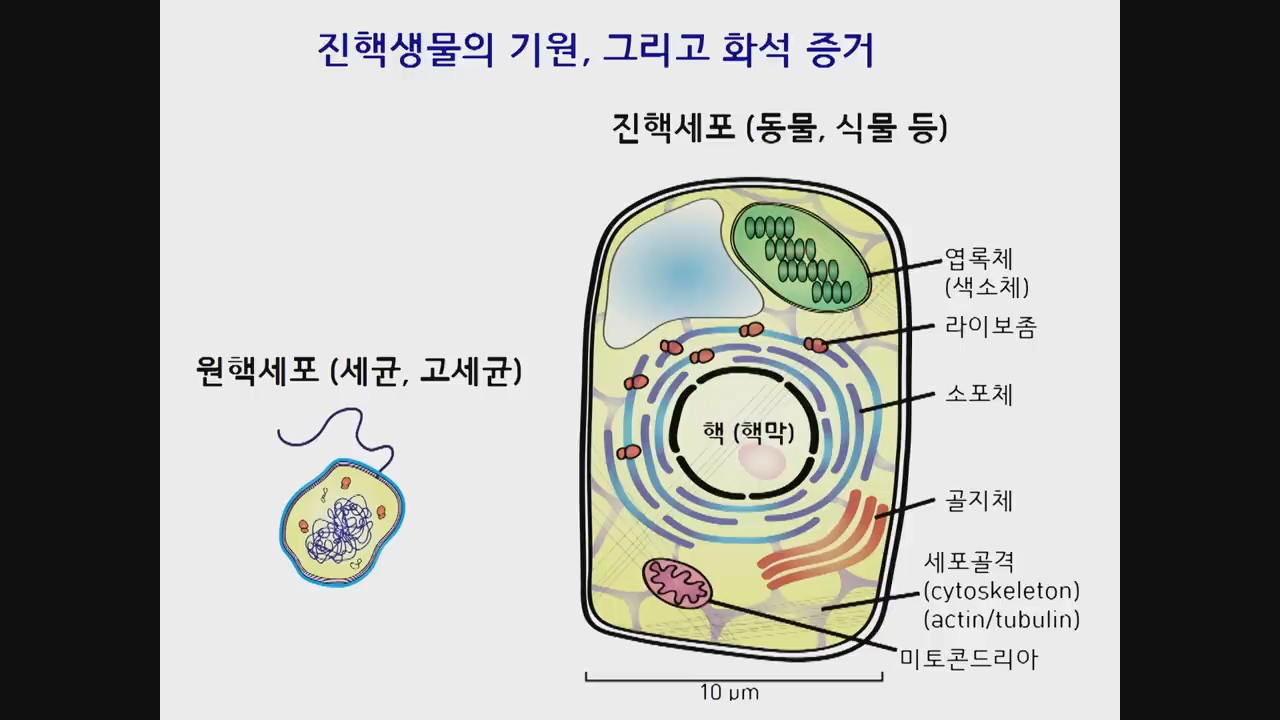 진핵생물의 기원, 그리고 화석 증거
진핵세포 (동물, 식물 등)
원핵세포 (세균, 고세균)
엽록체
(색소체)
라이보좀
소포체
핵 (핵막)
골지체
세포골격
(cytoskeleton)
(actin/tubulin)
미토콘드리아
10 μm